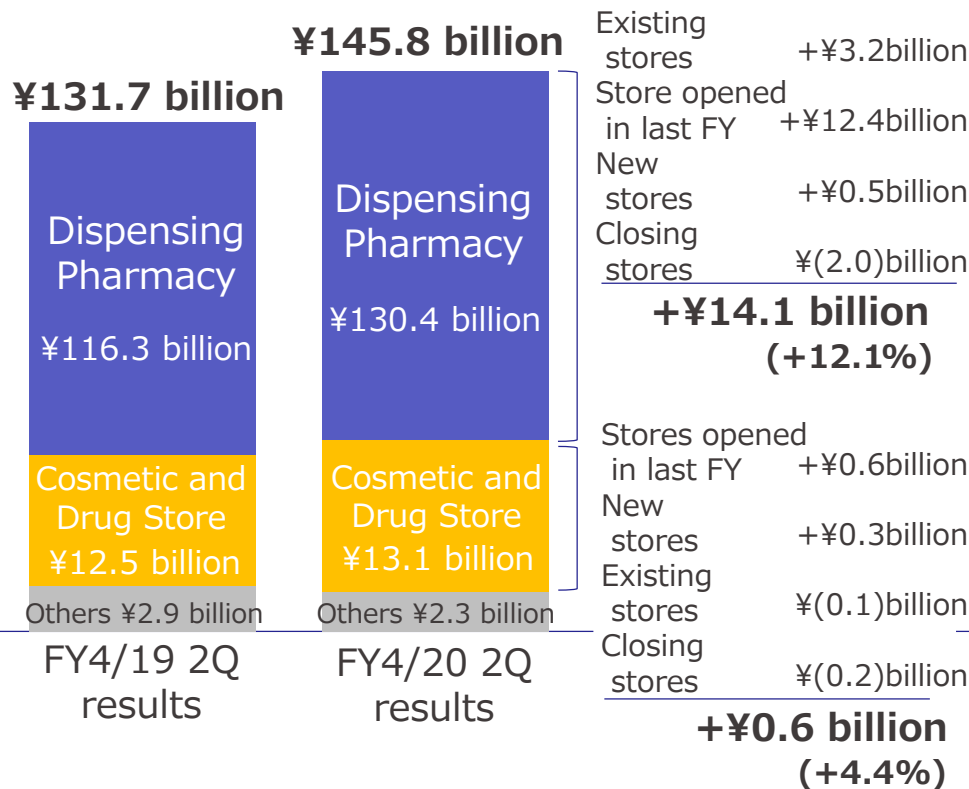 ¥131.7 billion
Dispensing
Pharmacy
¥116.3 billion
Cosmetic and
Drug Store
¥12.5 billion
Others ¥2.9 billion
FY4/19 2Q
results
¥145.8 billion
Dispensing
Pharmacy
¥130.4 billion
Cosmetic and
Drug Store
¥13.1 billion
Others ¥2.3 billion
FY4/20 2Q
results
Existing
stores +¥3.2billion
Store opened
in last FY +¥12.4billion
New
stores +¥0.5billion
Closing
stores ¥(2.0)billion
+¥14.1 billion
(+12.1%)
Stores opened
in last FY +¥0.6billion
New
stores +¥0.3billion
Existing
stores ¥(0.1)billion
Closing
stores ¥(0.2)billion
+¥0.6 billion
(+4.4%)